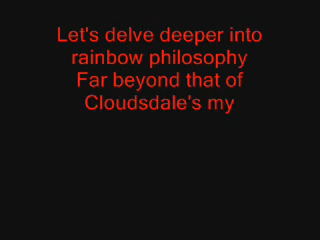 Let's delve deeper into
rainbow philosophy
Far beyond that of
Cloudsdale's my